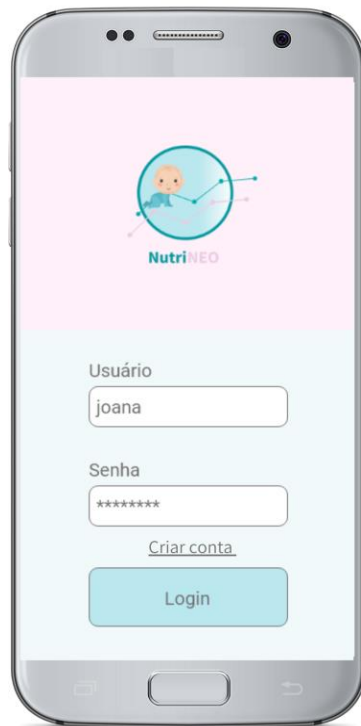 NutriNEO
Usuário
joana
Senha
********
Criar conta
Login